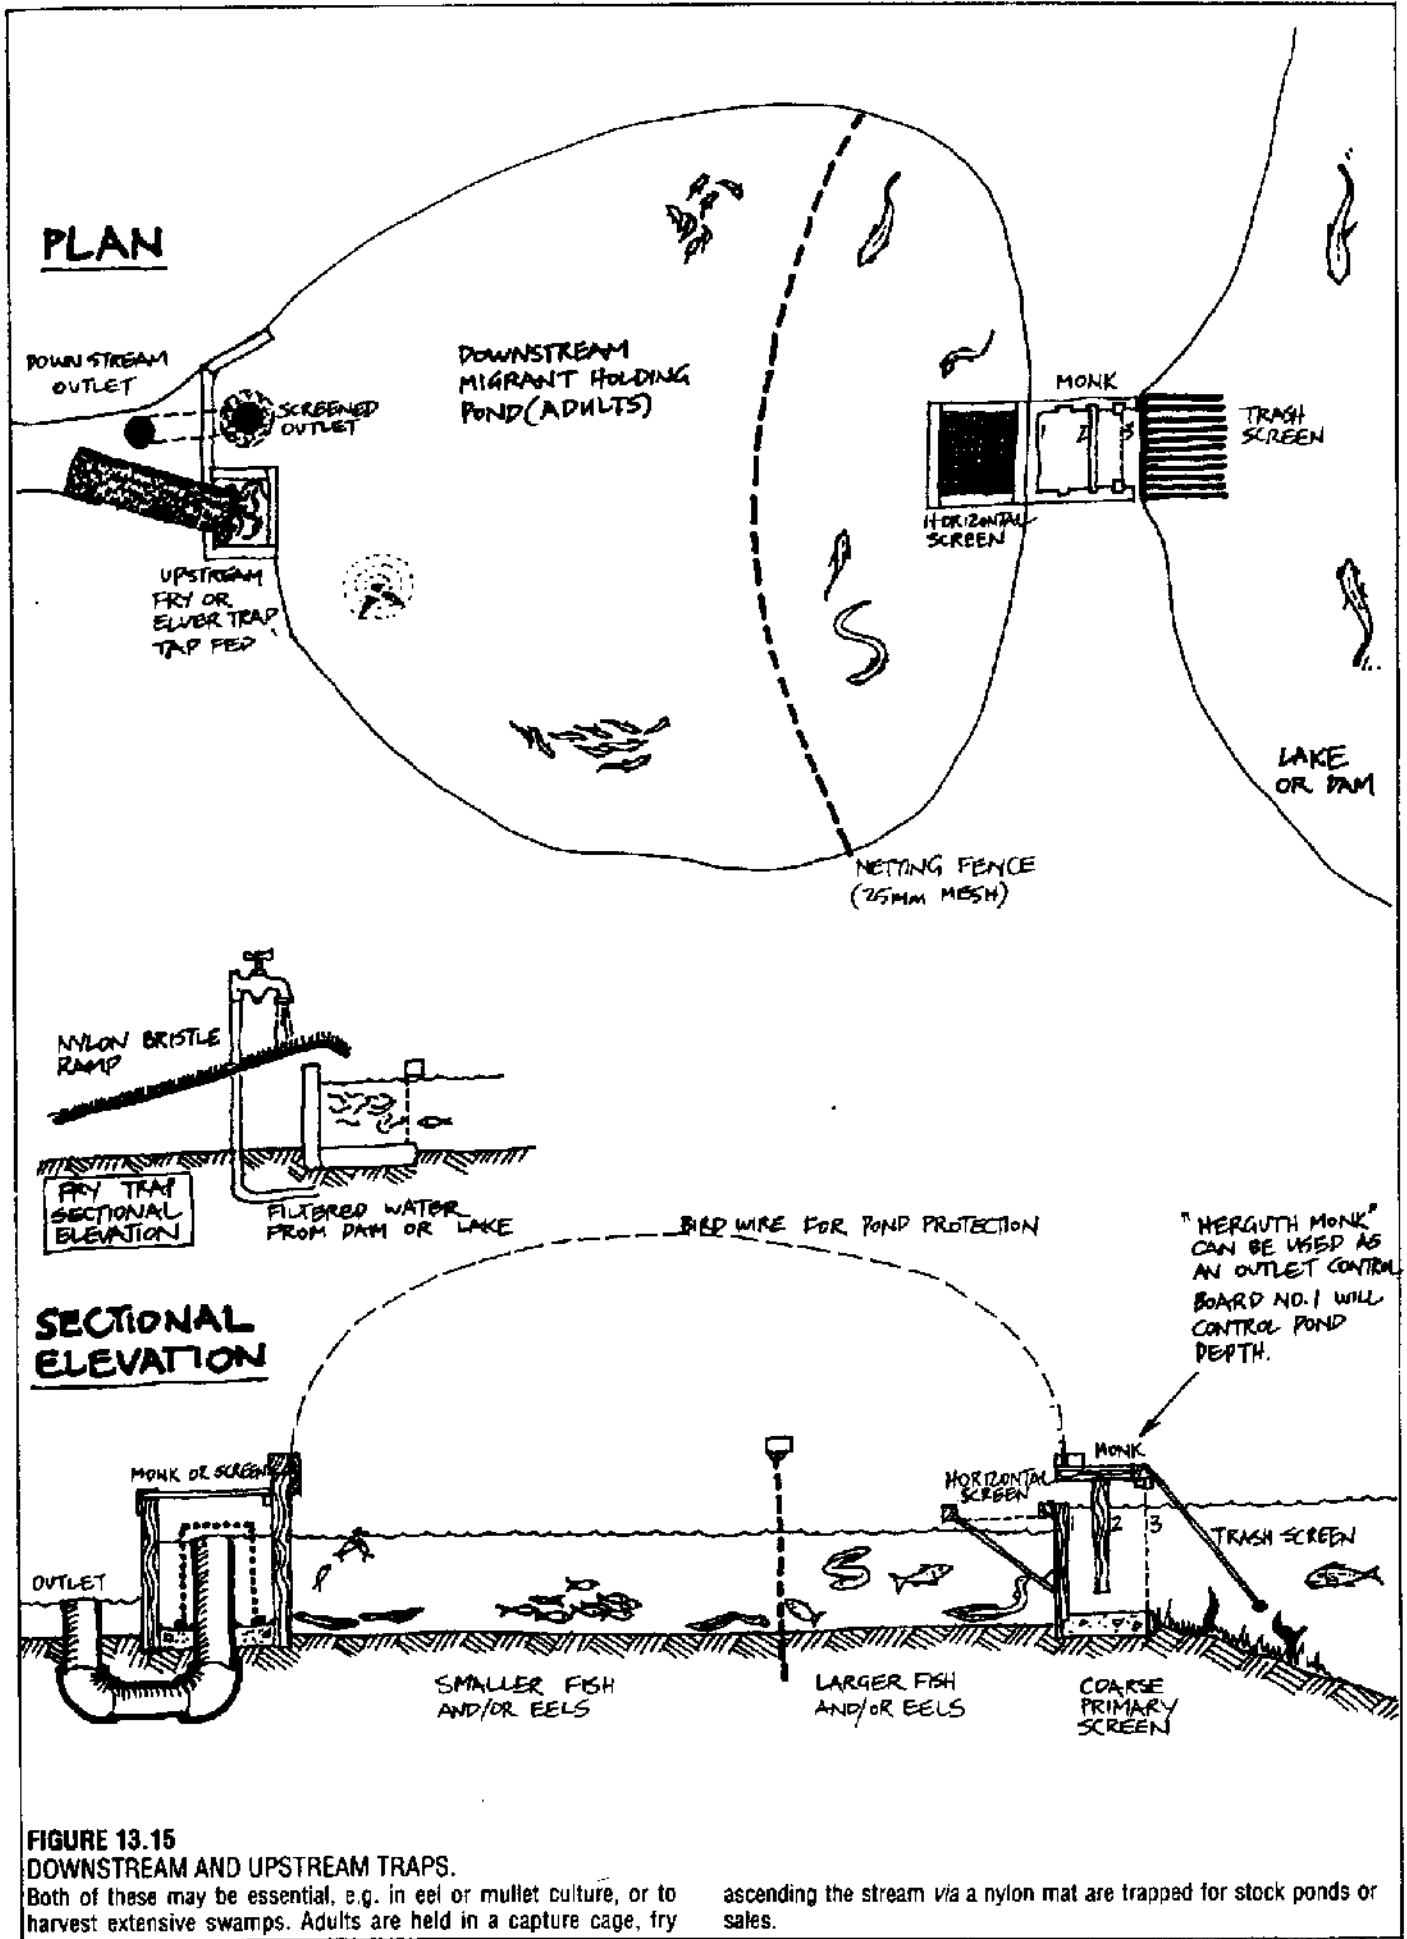 PLAN
DOWNSTREAM
OUTLET
SCREENED
OUTLET
DOWNSTREAM
MIGRANT HOLDING
POND (ADULTS)
MONK
1 2 3
TRASH
SCREEN
HORIZONTAL
SCREEN
UPSTREAM
FRY OR
ELVER TRAP
TAP FED
LAKE
OR DAM
NETTING FENCE
(25MM MESH)
NYLON BRISTLE
RAMP
FRY TRAP
SECTIONAL
ELEVATION
FILTERED WATER
FROM DAM OR LAKE
BIRD WIRE FOR POND PROTECTION
"HERGUTH MONK"
CAN BE USED AS
AN OUTLET CONTROL
BOARD NO.1 WILL
CONTROL POND
DEPTH.
SECTIONAL
ELEVATION
MONK OR SCREEN
MONK
HORIZONTAL
SCREEN
1 2 3
TRASH SCREEN
OUTLET
SMALLER FISH
AND/OR EELS
LARGER FISH
AND/OR EELS
COARSE
PRIMARY
SCREEN
FIGURE 13.15
DOWNSTREAM AND UPSTREAM TRAPS.
Both of these may be essential, e.g. in eel or mullet culture, or to
harvest extensive swamps. Adults are held in a capture cage, fry
ascending the stream via a nylon mat are trapped for stock ponds or
sales.